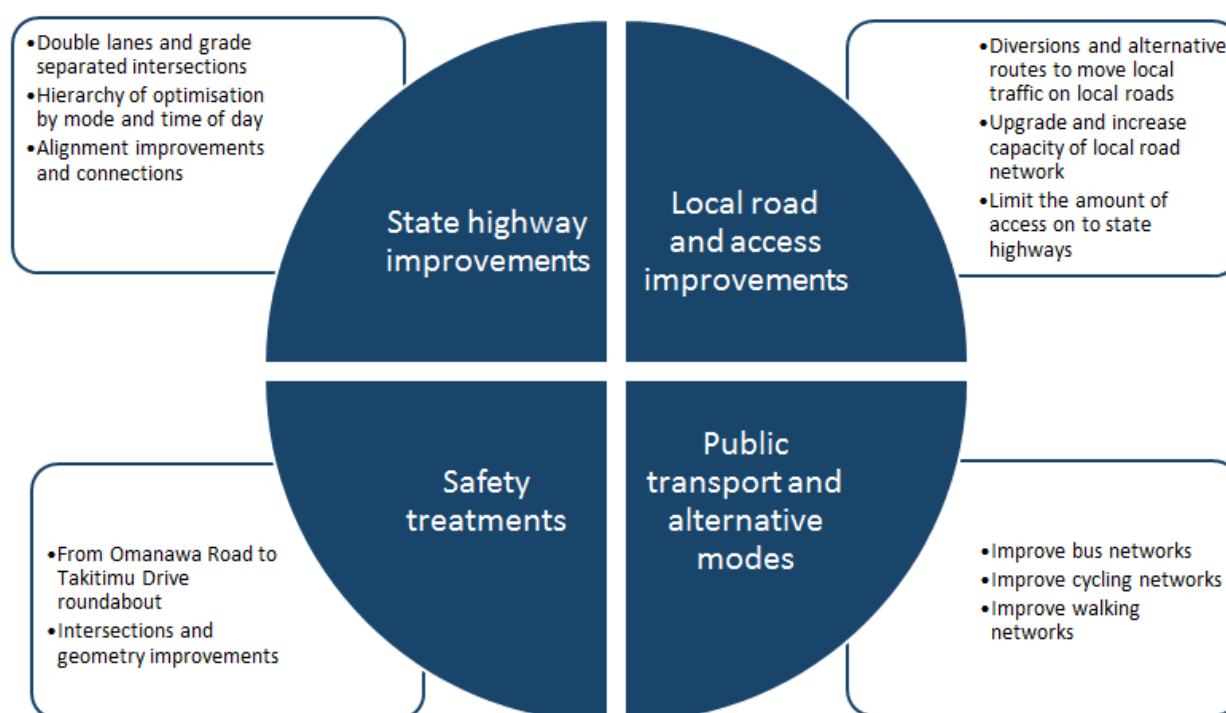 •Double lanes and grade
separated intersections
•Hierarchy of optimisation
by mode and time of day
•Alignment improvements
and connections
State highway
improvements
Local road
and access
improvements
•Diversions and alternative
routes to move local
traffic on local roads
•Upgrade and increase
capacity of local road
network
•Limit the amount of
access on to state
highways
•From Omanawa Road to
Takitimu Drive
roundabout
•Intersections and
geometry improvements
Safety
treatments
Public
transport and
alternative
modes
•Improve bus networks
•Improve cycling networks
•Improve walking
networks